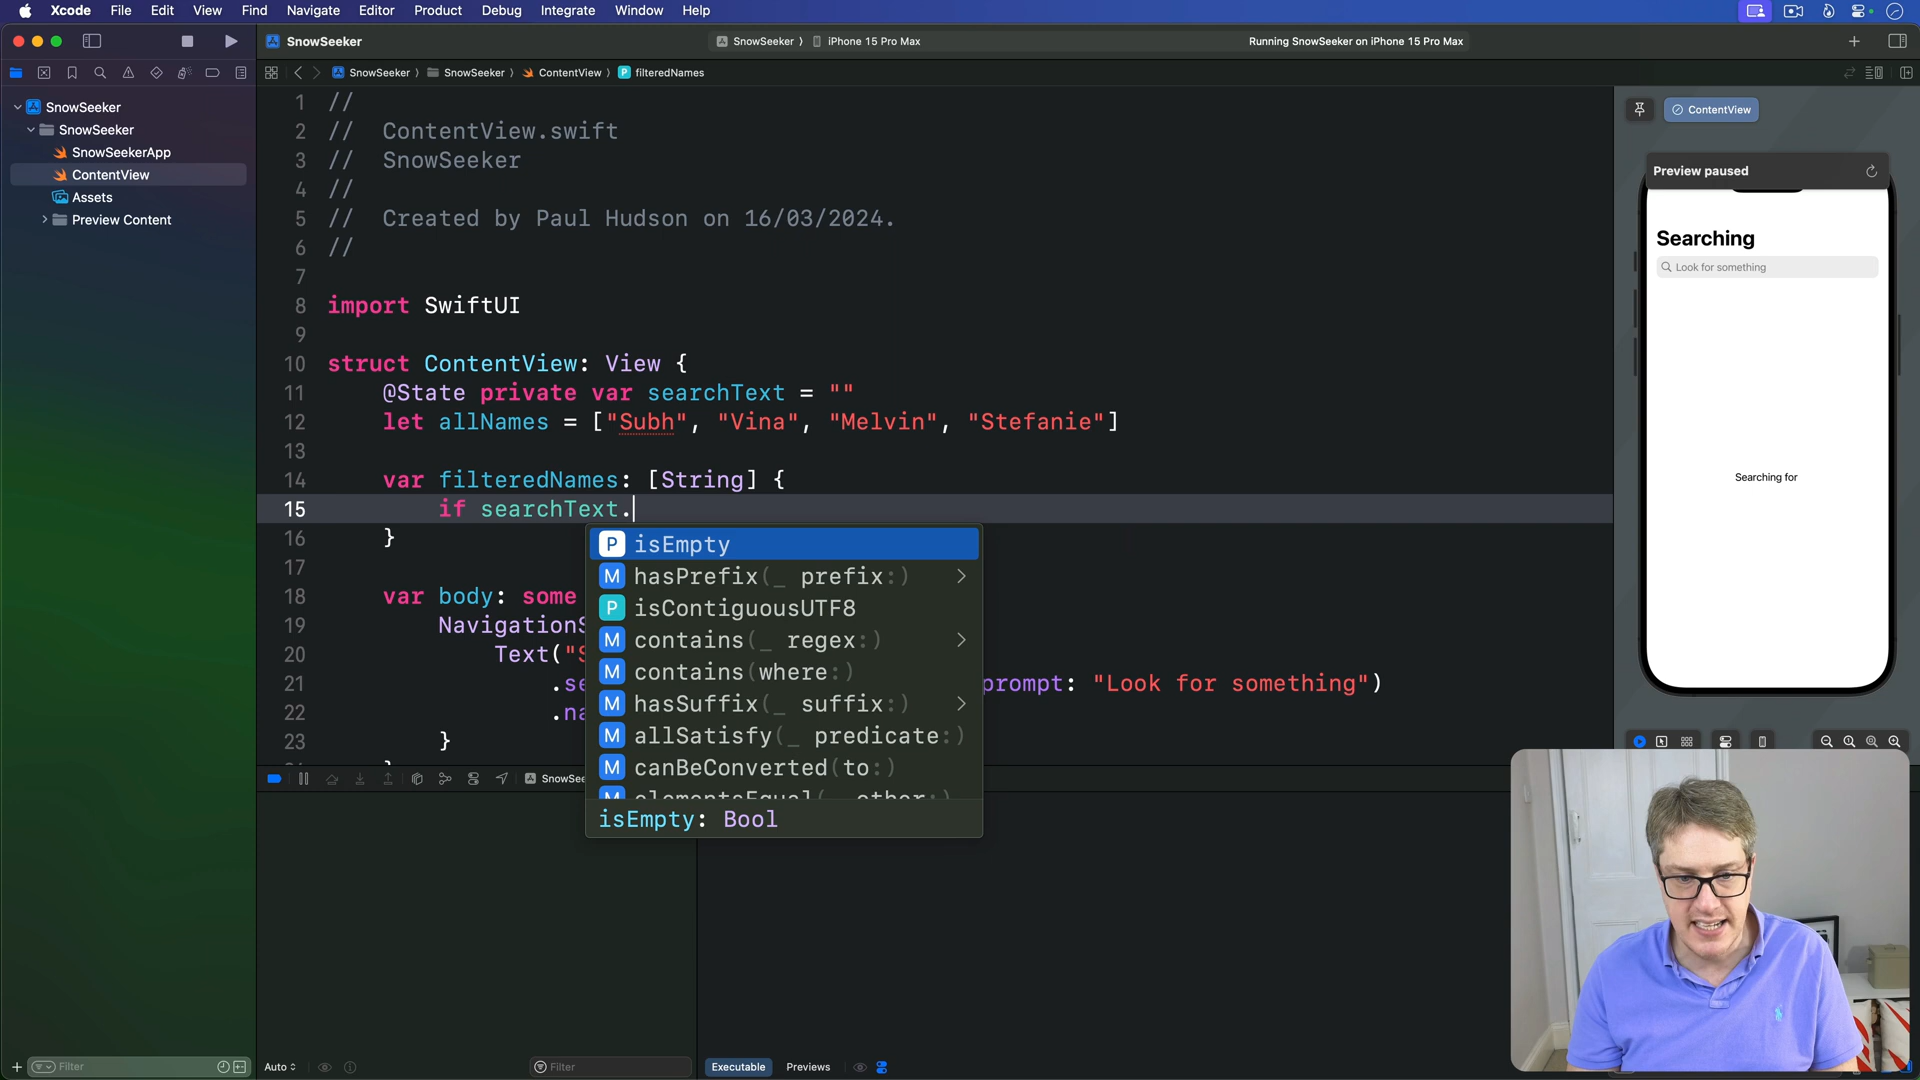 Xcode File Edit View Find Navigate Editor Product Debug Integrate Window Help
SnowSeeker
SnowSeeker iPhone 15 Pro Max
Running SnowSeeker on iPhone 15 Pro Max
SnowSeeker SnowSeeker ContentView filteredNames
SnowSeeker
SnowSeeker
SnowSeekerApp
ContentView
Assets
Preview Content
1 //
2 // ContentView.swift
3 // SnowSeeker
4 //
5 // Created by Paul Hudson on 16/03/2024.
6 //
7
8 import SwiftUI
9
10 struct ContentView: View {
11 @State private var searchText = ""
12 let allNames = ["Subh", "Vina", "Melvin", "Stefanie"]
13
14 var filteredNames: [String] {
15 if searchText.
16 }
17
18 var body: some
19 Navigation
20 Text("
21 .se prompt: "Look for something")
22 .na
23 }
P isEmpty
M hasPrefix(_ prefix:)
P isContiguousUTF8
M contains(_ regex:)
M contains(where:)
M hasSuffix(_ suffix:)
M allSatisfy(_ predicate:)
M canBeConverted(to:)
M elementsEqual(_ other:)
isEmpty: Bool
ContentView
Preview paused
Searching
Look for something
Searching for
SnowSee
Filter
Auto
Filter
Executable Previews